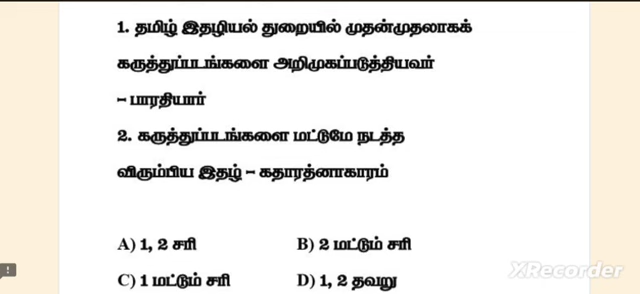 1. தமிழ் இதழியல் துறையில் முதன்முதலாகக்
கருத்துப்படங்களை அறிமுகப்படுத்தியவர்
– பாரதியார்
2. கருத்துப்படங்களை மட்டுமே நடத்த
விரும்பிய இதழ் – கதாரத்னாகாரம்
A) 1, 2 சரி B) 2 மட்டும் சரி
C) 1 மட்டும் சரி D) 1, 2 தவறு
XRecorder